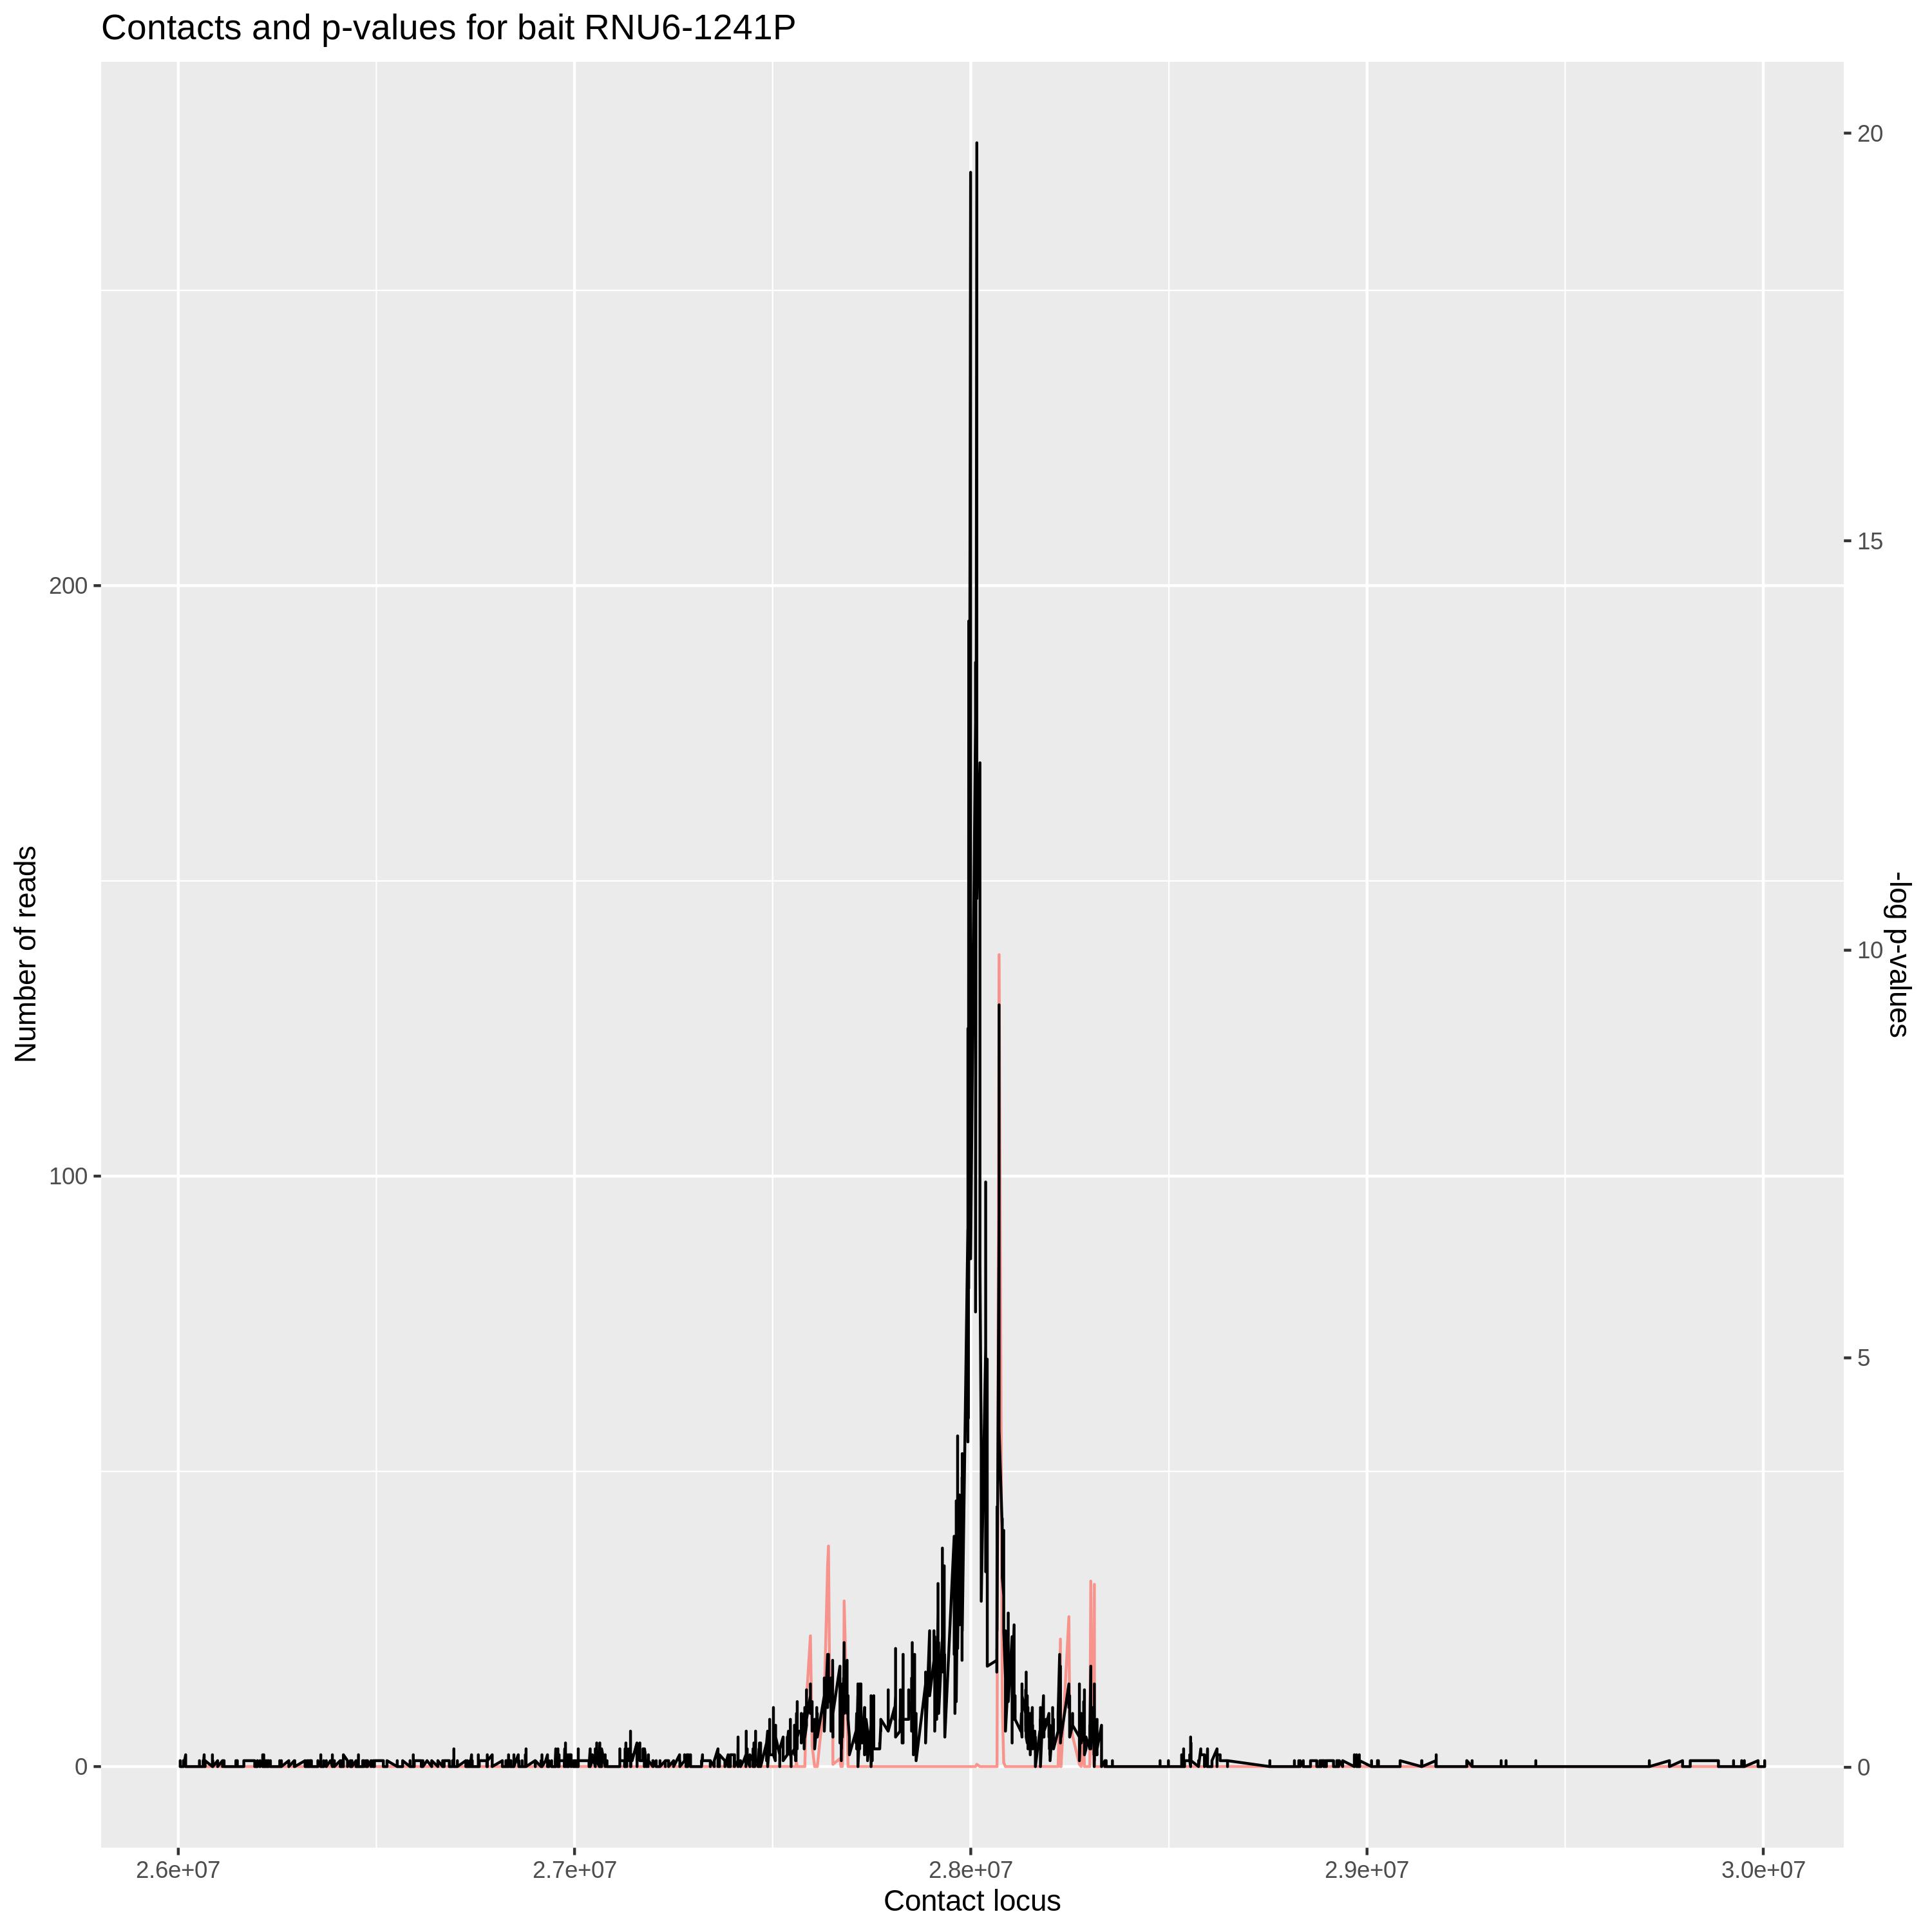 Contacts and p-values for bait RNU6-1241P
20
15
10
5
0
200
100
0
Number of reads
-log p-values
2.6e+07 2.7e+07 2.8e+07 2.9e+07 3.0e+07
Contact locus